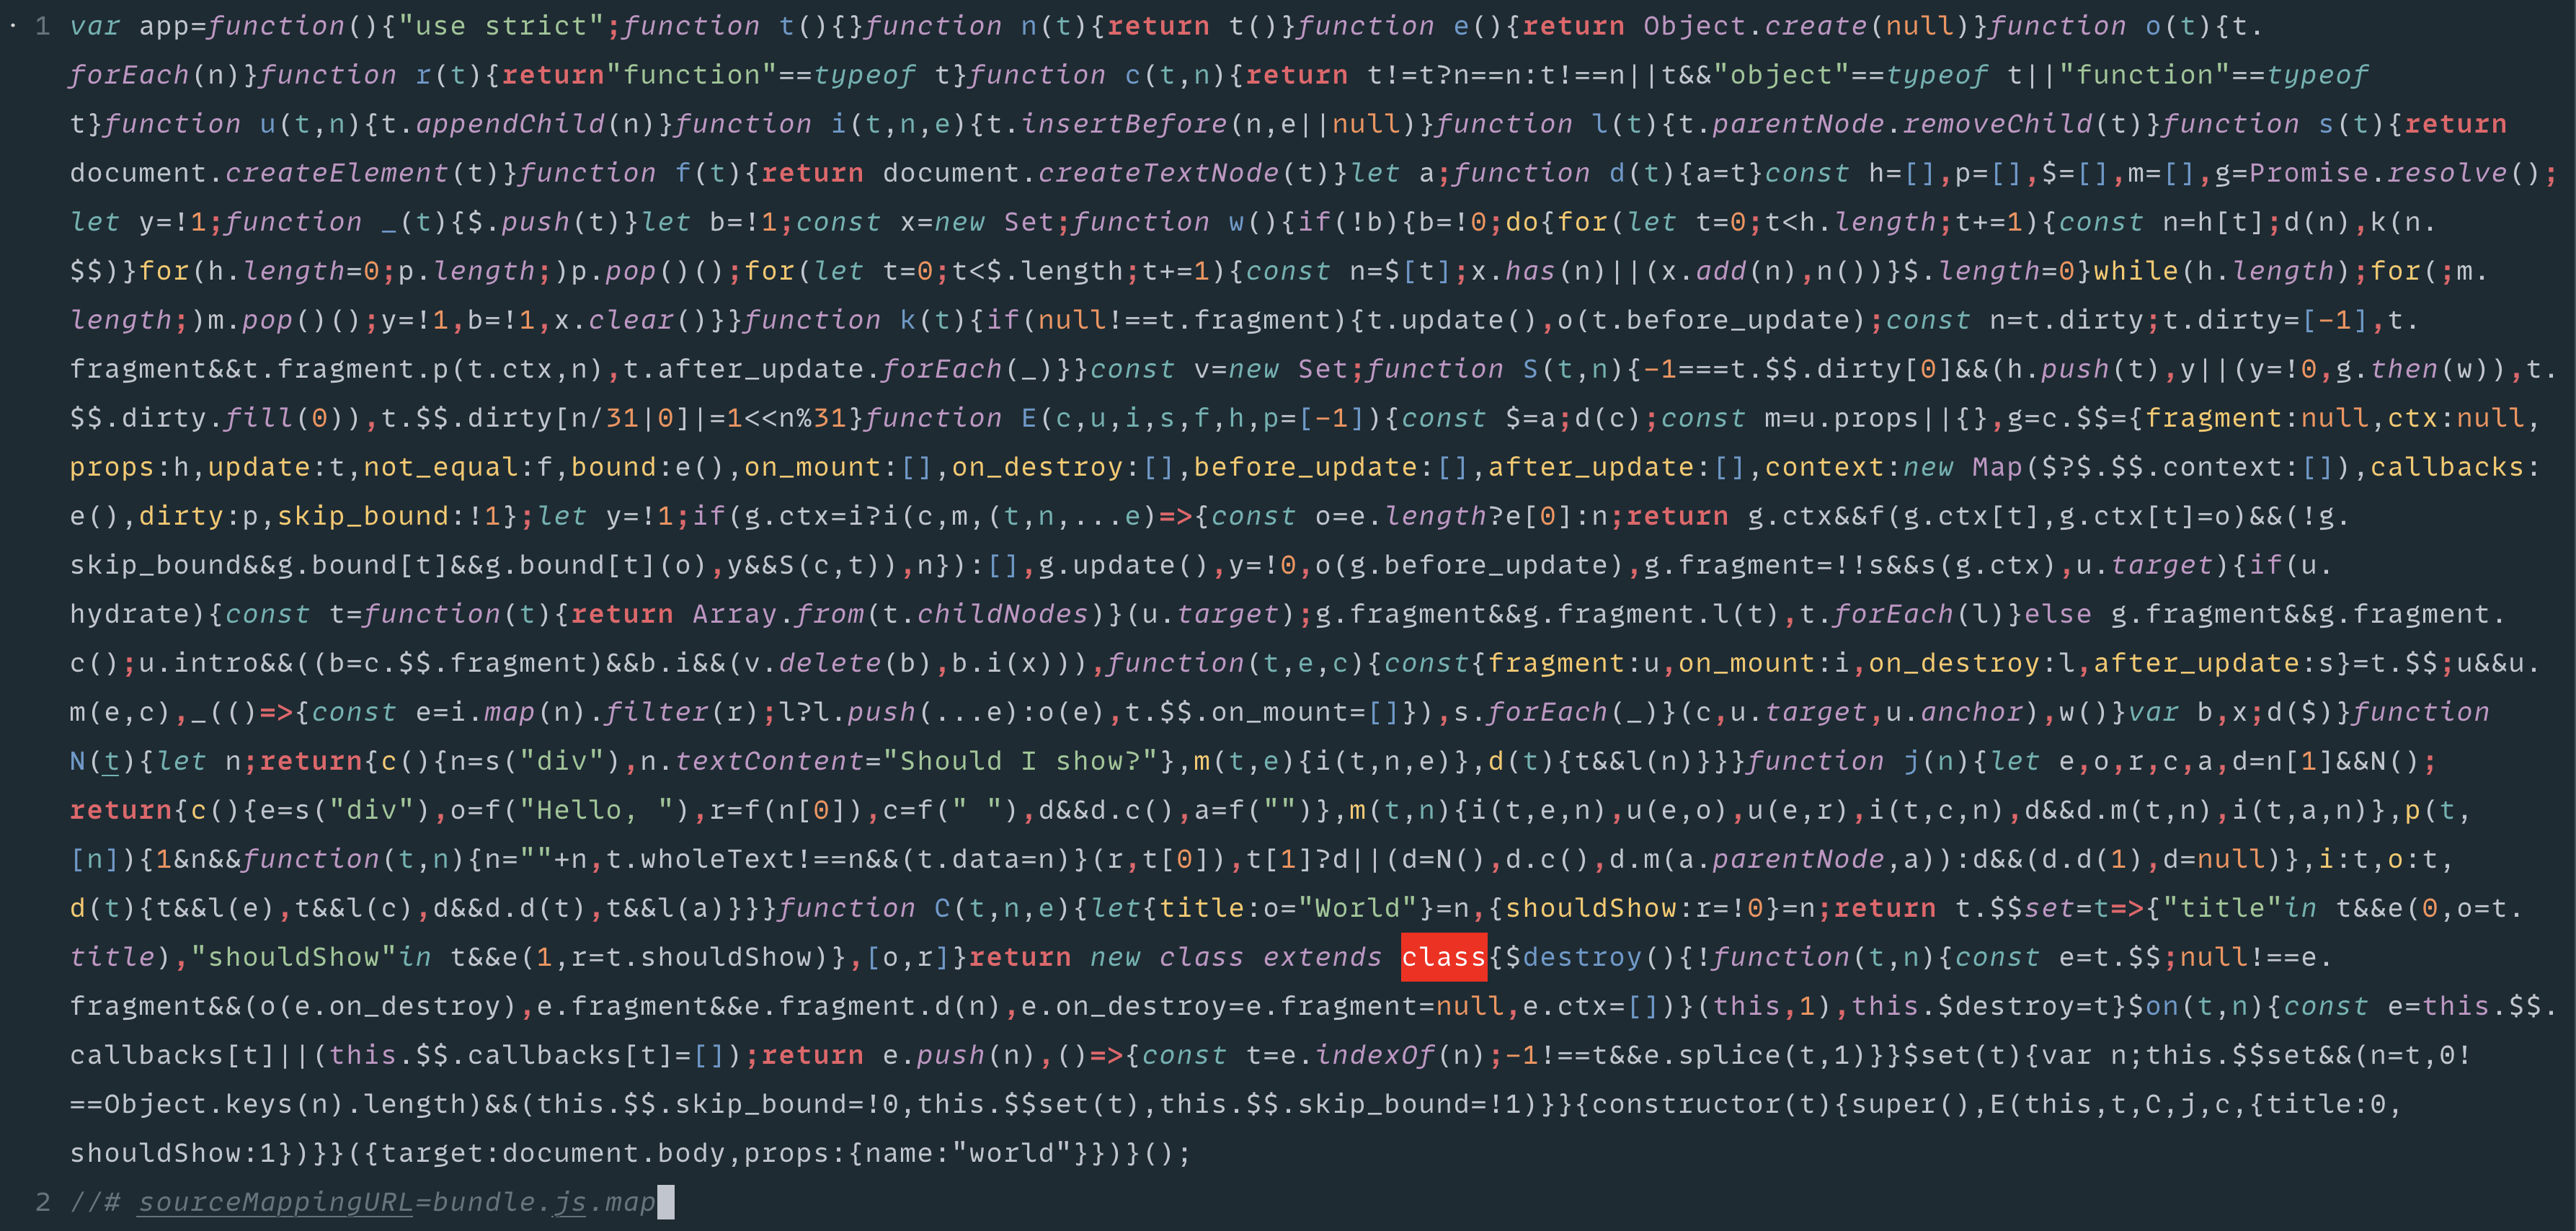 1 var app=function(){"use strict";function t(){}function n(t){return t()}function e(){return Object.create(null)}function o(t){t.
forEach(n)}function r(t){return"function"==typeof t}function c(t,n){return t!=t?n==n:t!==n||t&&"object"==typeof t||"function"==typeof
t}function u(t,n){t.appendChild(n)}function i(t,n,e){t.insertBefore(n,e||null)}function l(t){t.parentNode.removeChild(t)}function s(t){return
document.createElement(t)}function f(t){return document.createTextNode(t)}let a;function d(t){a=t}const h=[],p=[],$=[],m=[],g=Promise.resolve();
let y=!1;function _(t){$.push(t)}let b=!1;const x=new Set;function w(){if(!b){b=!0;do{for(let t=0;t<h.length;t+=1){const n=h[t];d(n),k(n.
$$)}for(h.length=0;p.length;)p.pop()();for(let t=0;t<$.length;t+=1){const n=$[t];x.has(n)||(x.add(n),n())}$.length=0}while(h.length);for(;m.
length;)m.pop()();y=!1,b=!1,x.clear()}}function k(t){if(null!==t.fragment){t.update(),o(t.before_update);const n=t.dirty;t.dirty=[-1],t.
fragment&&t.fragment.p(t.ctx,n),t.after_update.forEach(_)}}const v=new Set;function S(t,n){-1===t.$$.dirty[0]&&(h.push(t),y||(y=!0,g.then(w)),t.
$$.dirty.fill(0)),t.$$.dirty[n/31|0]|=1<<n%31}function E(c,u,i,s,f,h,p=[-1]){const $=a;d(c);const m=u.props||{},g=c.$$={fragment:null,ctx:null,
props:h,update:t,not_equal:f,bound:e(),on_mount:[],on_destroy:[],before_update:[],after_update:[],context:new Map($?$.$$.context:[]),callbacks:
e(),dirty:p,skip_bound:!1};let y=!1;if(g.ctx=i?i(c,m,(t,n,...e)=>{const o=e.length?e[0]:n;return g.ctx&&f(g.ctx[t],g.ctx[t]=o)&&(!g.
skip_bound&&g.bound[t]&&g.bound[t](o),y&&S(c,t)),n}):[],g.update(),y=!0,o(g.before_update),g.fragment=!!s&&s(g.ctx),u.target){if(u.
hydrate){const t=function(t){return Array.from(t.childNodes)}(u.target);g.fragment&&g.fragment.l(t),t.forEach(l)}else g.fragment&&g.fragment.
c();u.intro&&((b=c.$$.fragment)&&b.i&&(v.delete(b),b.i(x))),function(t,e,c){const{fragment:u,on_mount:i,on_destroy:l,after_update:s}=t.$$;u&&u.
m(e,c),_(()=>{const e=i.map(n).filter(r);l?l.push(...e):o(e),t.$$.on_mount=[]}),s.forEach(_)}(c,u.target,u.anchor),w()}var b,x;d($)}function
N(t){let n;return{c(){n=s("div"),n.textContent="Should I show?"},m(t,e){i(t,n,e)},d(t){t&&l(n)}}}function j(n){let e,o,r,c,a,d=n[1]&&N();
return{c(){e=s("div"),o=f("Hello, "),r=f(n[0]),c=f(" "),d&&d.c(),a=f("")},m(t,n){i(t,e,n),u(e,o),u(e,r),i(t,c,n),d&&d.m(t,n),i(t,a,n)},p(t,
[n]){1&n&&function(t,n){n=""+n,t.wholeText!==n&&(t.data=n)}(r,t[0]),t[1]?d||(d=N(),d.c(),d.m(a.parentNode,a)):d&&(d.d(1),d=null)},i:t,o:t,
d(t){t&&l(e),t&&l(c),d&&d.d(t),t&&l(a)}}}function C(t,n,e){let{title:o="World"}=n,{shouldShow:r=!0}=n;return t.$$set=t=>{"title"in t&&e(0,o=t.
title),"shouldShow"in t&&e(1,r=t.shouldShow)},[o,r]}return new class extends class{$destroy(){!function(t,n){const e=t.$$;null!==e.
fragment&&(o(e.on_destroy),e.fragment&&e.fragment.d(n),e.on_destroy=e.fragment=null,e.ctx=[])}(this,1),this.$destroy=t}$on(t,n){const e=this.$$.
callbacks[t]||(this.$$.callbacks[t]=[]);return e.push(n),()=>{const t=e.indexOf(n);-1!==t&&e.splice(t,1)}}$set(t){var n;this.$$set&&(n=t,0!
==Object.keys(n).length)&&(this.$$.skip_bound=!0,this.$$set(t),this.$$.skip_bound=!1)}}{constructor(t){super(),E(this,t,C,j,c,{title:0,
shouldShow:1})}}({target:document.body,props:{name:"world"}})}();
2 //# sourceMappingURL=bundle.js.map